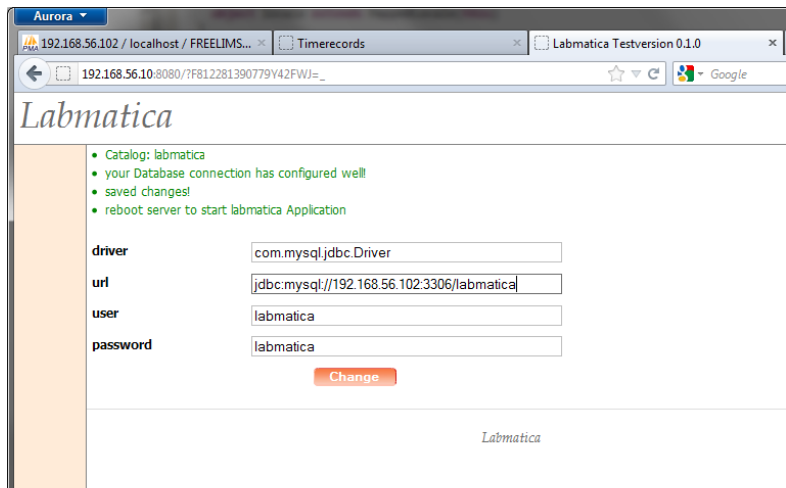 Aurora
PMA 192.168.56.102 / localhost / FREELIMS...
Timerecords
Labmatica Testversion 0.1.0
192.168.56.10:8080/?F812281390779Y42FWJ=_
Google
Labmatica
Catalog: labmatica
your Database connection has configured well!
saved changes!
reboot server to start labmatica Application
driver com.mysql.jdbc.Driver
url jdbc:mysql://192.168.56.102:3306/labmatica
user labmatica
password labmatica
Change
Labmatica